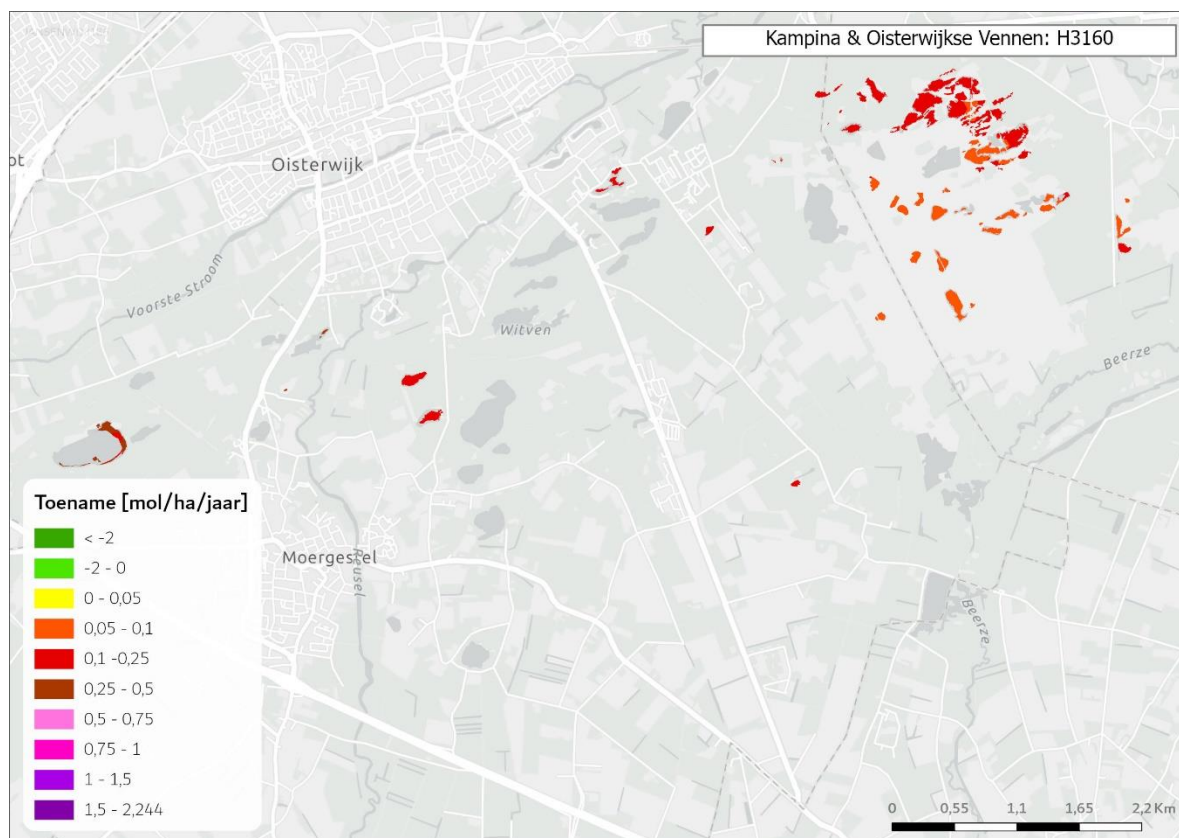 Kampina & Oisterwijkse Vennen: H3160
ot
Oisterwijk
Voorste Stroom
Witven
Beerze
Toename [mol/ha/jaar]
< -2
-2 - 0
0 - 0,05
0,05 - 0,1
0,1 -0,25
0,25 - 0,5
0,5 - 0,75
0,75 - 1
1 - 1,5
1,5 - 2,244
Moergestel
Reusel
Beerze
0 0,55 1,1 1,65 2,2 Km